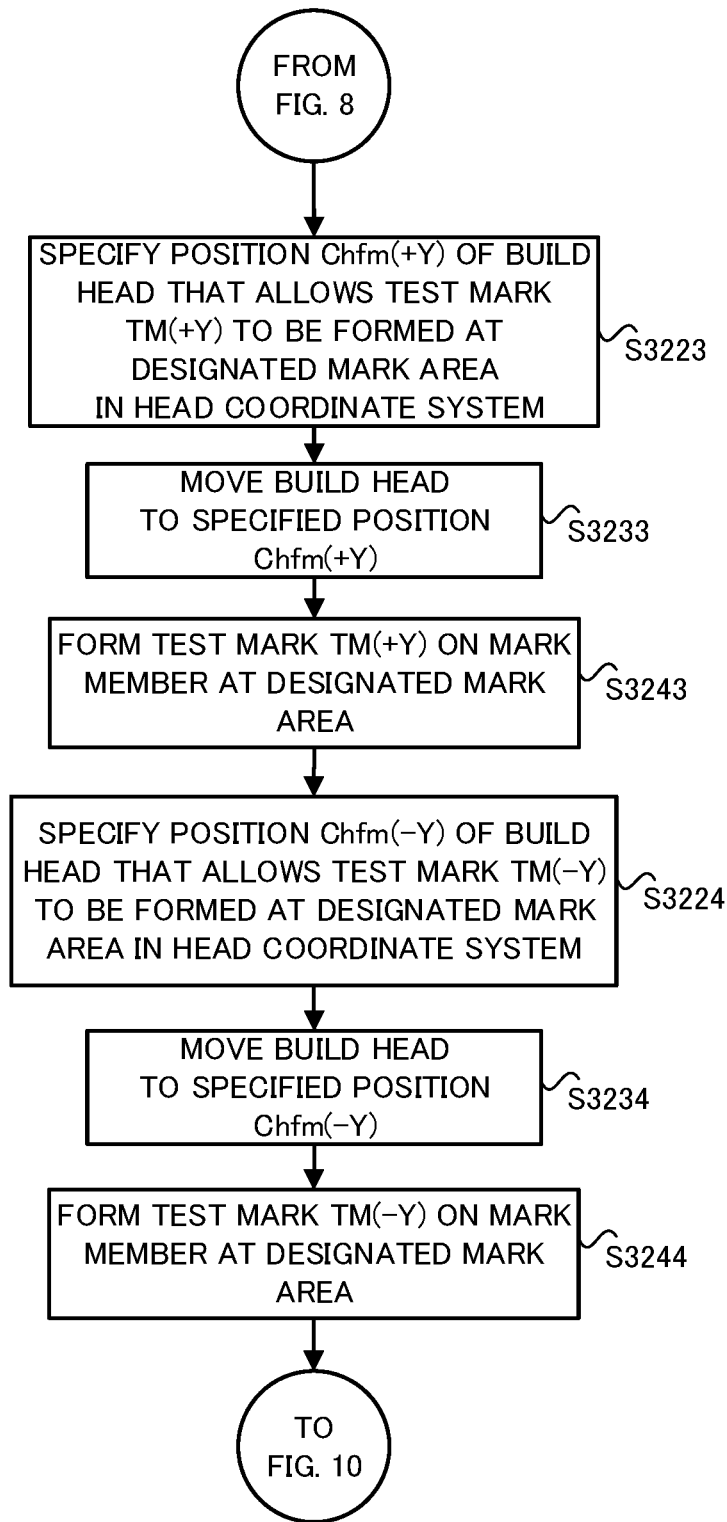 FROM
FIG. 8
SPECIFY POSITION Chfm(+Y) OF BUILD
HEAD THAT ALLOWS TEST MARK
TM(+Y) TO BE FORMED AT
DESIGNATED MARK AREA
IN HEAD COORDINATE SYSTEM
S3223
MOVE BUILD HEAD
TO SPECIFIED POSITION
Chfm(+Y)
S3233
FORM TEST MARK TM(+Y) ON MARK
MEMBER AT DESIGNATED MARK
AREA
S3243
SPECIFY POSITION Chfm(−Y) OF BUILD
HEAD THAT ALLOWS TEST MARK TM(−Y)
TO BE FORMED AT DESIGNATED MARK
AREA IN HEAD COORDINATE SYSTEM
S3224
MOVE BUILD HEAD
TO SPECIFIED POSITION
Chfm(−Y)
S3234
FORM TEST MARK TM(−Y) ON MARK
MEMBER AT DESIGNATED MARK
AREA
S3244
TO
FIG. 10